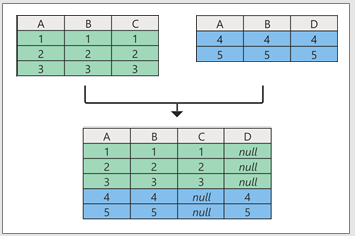 A B C
1 1 1
2 2 2
3 3 3
A B D
4 4 4
5 5 5
A B C D
1 1 1 null
2 2 2 null
3 3 3 null
4 4 null 4
5 5 null 5